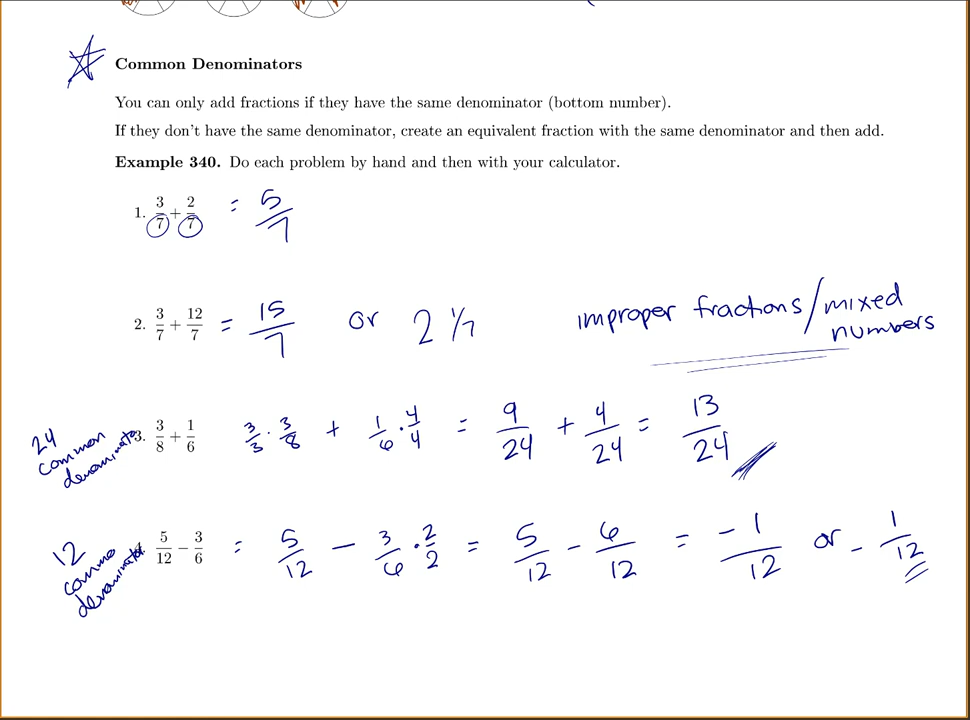 Common Denominators
You can only add fractions if they have the same denominator (bottom number).
If they don't have the same denominator, create an equivalent fraction with the same denominator and then add.
Example 340. Do each problem by hand and then with your calculator.
1. 3/7 + 2/7 = 5/7
2. 3/7 + 12/7 = 15/7 or 2 1/7
improper fractions/mixed
numbers
24
common
denominator
3. 3/8 + 1/6 3/3 · 3/8 + 1/6 · 4/4 = 9/24 + 4/24 = 13/24
12
common
denominator
4. 5/12 − 3/6 = 5/12 − 3/6 · 2/2 = 5/12 − 6/12 = −1/12 or − 1/12